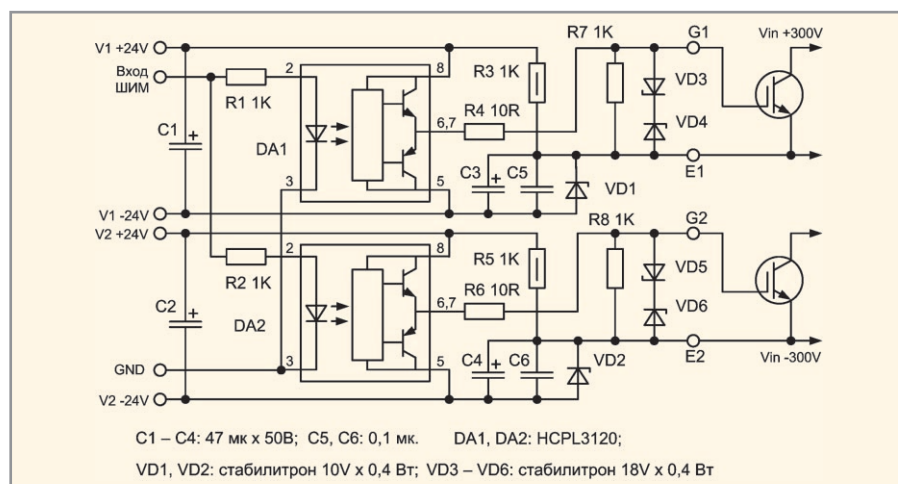 V1 +24V
Вход
ШИМ
R1 1K
2
C1
+
DA1
3
8
6,7
5
R3 1K
R4 10R
R7 1K
G1
Vin +300V
VD3
VD4
C3
+
C5
VD1
E1
V1 -24V
V2 +24V
R2 1K
2
C2
+
DA2
3
8
6,7
5
R5 1K
R6 10R
R8 1K
G2
VD5
VD6
C4
+
C6
VD2
E2
Vin -300V
GND
V2 -24V
C1 – C4: 47 мк x 50В; C5, C6: 0,1 мк. DA1, DA2: HCPL3120;
VD1, VD2: стабилитрон 10V x 0,4 Вт; VD3 – VD6: стабилитрон 18V x 0,4 Вт